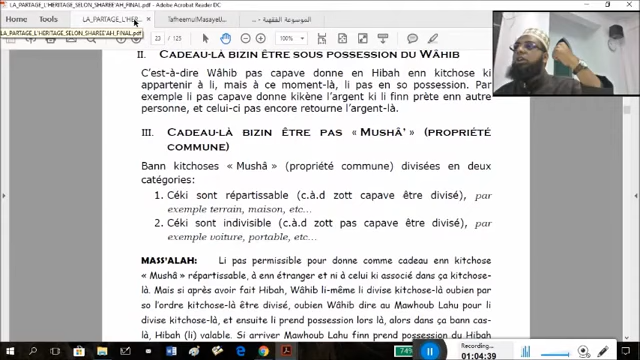 LA_PARTAGE_L'HERITAGE_SELON_SHAREE'AH_FINAL.pdf - Adobe Acrobat Reader DC
Home Tools LA_PARTAGE_L'HER... × TafheemulMasayel... الموسوعة الفقهية - ...
LA_PARTAGE_L'HERITAGE_SELON_SHAREE'AH_FINAL.pdf
23 / 125 100%
II. CADEAU-LÀ BIZIN ÊTRE SOUS POSSESSION DU WÂHIB
C'est-à-dire Wâhib pas capave donne en Hibah enn kitchose ki
appartenir à li, mais à ce moment-là, li pas en so possession. Par
exemple li pas capave donne kikène l'argent ki li finn prète enn autre
personne, et celui-ci pas encore retourne l'argent-là.
III. CADEAU-LÀ BIZIN ÊTRE PAS « MUSHÂ' » (PROPRIÉTÉ
COMMUNE)
Bann kitchoses « Mushâ » (propriété commune) divisées en deux
catégories:
1. Céki sont répartissable (c.à.d zott capave être divisé), par
exemple terrain, maison, etc...
2. Céki sont indivisible (c.à.d zott pas capave être divisé), par
exemple voiture, portable, etc...
MASS'ALAH: Li pas permissible pour donne comme cadeau enn kitchose
« Mushâ » répartissable, à enn étranger et ni à celui ki associé dans ça kitchose-
là. Mais si après avoir fait Hibah, Wâhib li-même li divise kitchose-là oubien par
so l'ordre kitchose-là être divisé, oubien Wâhib dire au Mawhoub Lahu pour li
divise kitchose-là, et ensuite li prend possession lors là, alors dans ça bann cas-
là, Hibah (li) valable. Si arriver Mawhoub Lahu finn prend possession du Hibah
74%
Recording...
01:04:39